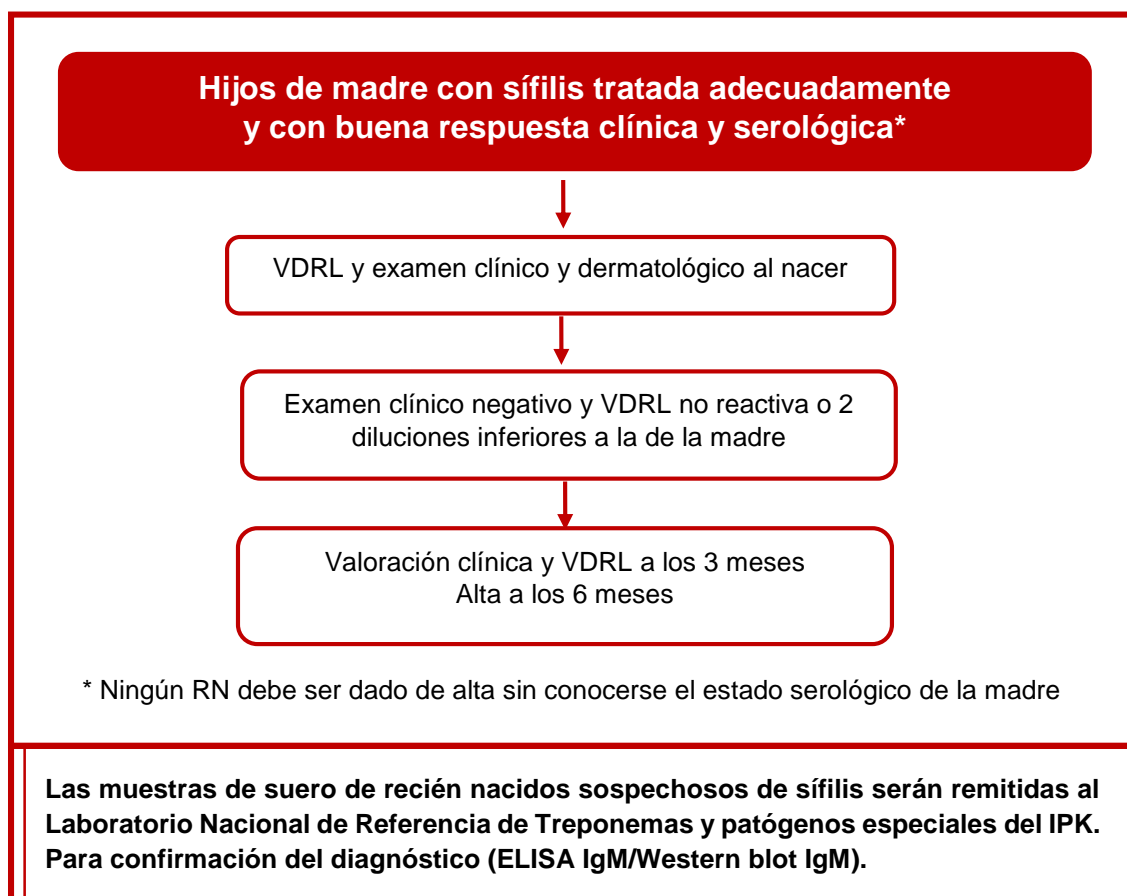 Hijos de madre con sífilis tratada adecuadamente
y con buena respuesta clínica y serológica*
VDRL y examen clínico y dermatológico al nacer
Examen clínico negativo y VDRL no reactiva o 2
diluciones inferiores a la de la madre
Valoración clínica y VDRL a los 3 meses
Alta a los 6 meses
* Ningún RN debe ser dado de alta sin conocerse el estado serológico de la madre
Las muestras de suero de recién nacidos sospechosos de sífilis serán remitidas al
Laboratorio Nacional de Referencia de Treponemas y patógenos especiales del IPK.
Para confirmación del diagnóstico (ELISA IgM/Western blot IgM).